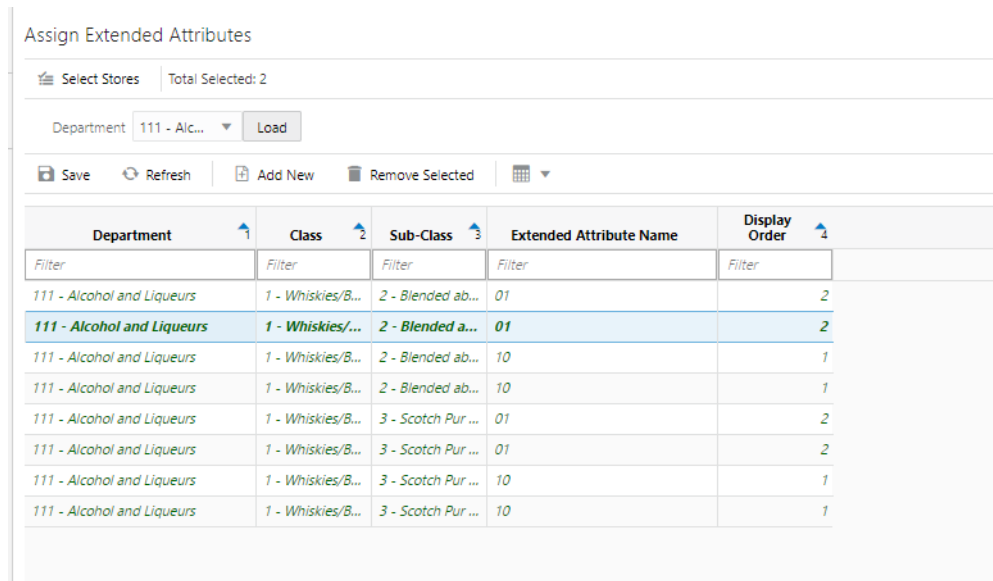 Assign Extended Attributes
Select Stores Total Selected: 2
Department 111 - Alc... Load
Save Refresh Add New Remove Selected
Department 1 Class 2 Sub-Class 3 Extended Attribute Name Display Order 4
Filter Filter Filter Filter Filter
111 - Alcohol and Liqueurs 1 - Whiskies/B... 2 - Blended ab... 01 2
111 - Alcohol and Liqueurs 1 - Whiskies/... 2 - Blended a... 01 2
111 - Alcohol and Liqueurs 1 - Whiskies/B... 2 - Blended ab... 10 1
111 - Alcohol and Liqueurs 1 - Whiskies/B... 2 - Blended ab... 10 1
111 - Alcohol and Liqueurs 1 - Whiskies/B... 3 - Scotch Pur ... 01 2
111 - Alcohol and Liqueurs 1 - Whiskies/B... 3 - Scotch Pur ... 01 2
111 - Alcohol and Liqueurs 1 - Whiskies/B... 3 - Scotch Pur ... 10 1
111 - Alcohol and Liqueurs 1 - Whiskies/B... 3 - Scotch Pur ... 10 1